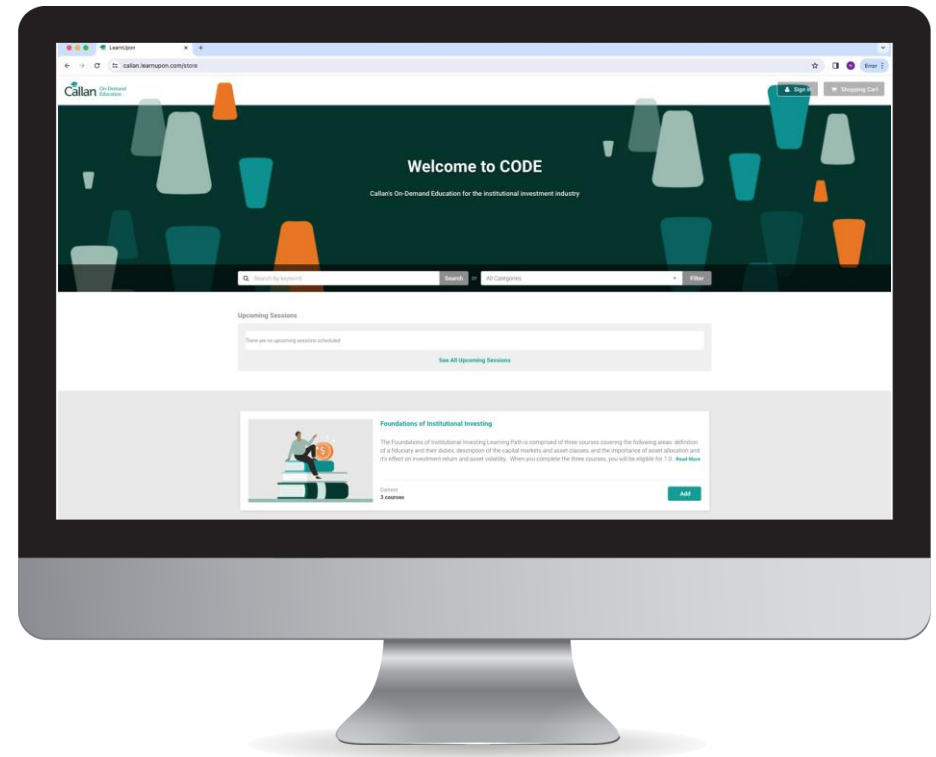 LearnUpon
callan.learnupon.com/store
Error
Callan On-Demand
Education
Sign in
Shopping Cart
Welcome to CODE
Callan's On-Demand Education for the institutional investment industry
Search by keyword
Search
or
All Categories
Filter
Upcoming Sessions
There are no upcoming sessions scheduled
See All Upcoming Sessions
Foundations of Institutional Investing
The Foundations of Institutional Investing Learning Path is comprised of three courses covering the following areas: definition
of a fiduciary and their duties, description of the capital markets and asset classes, and the importance of asset allocation and
it's effect on investment return and asset volatility. When you complete the three courses, you will be eligible for 1.0 Read More
Contains
3 courses
Add